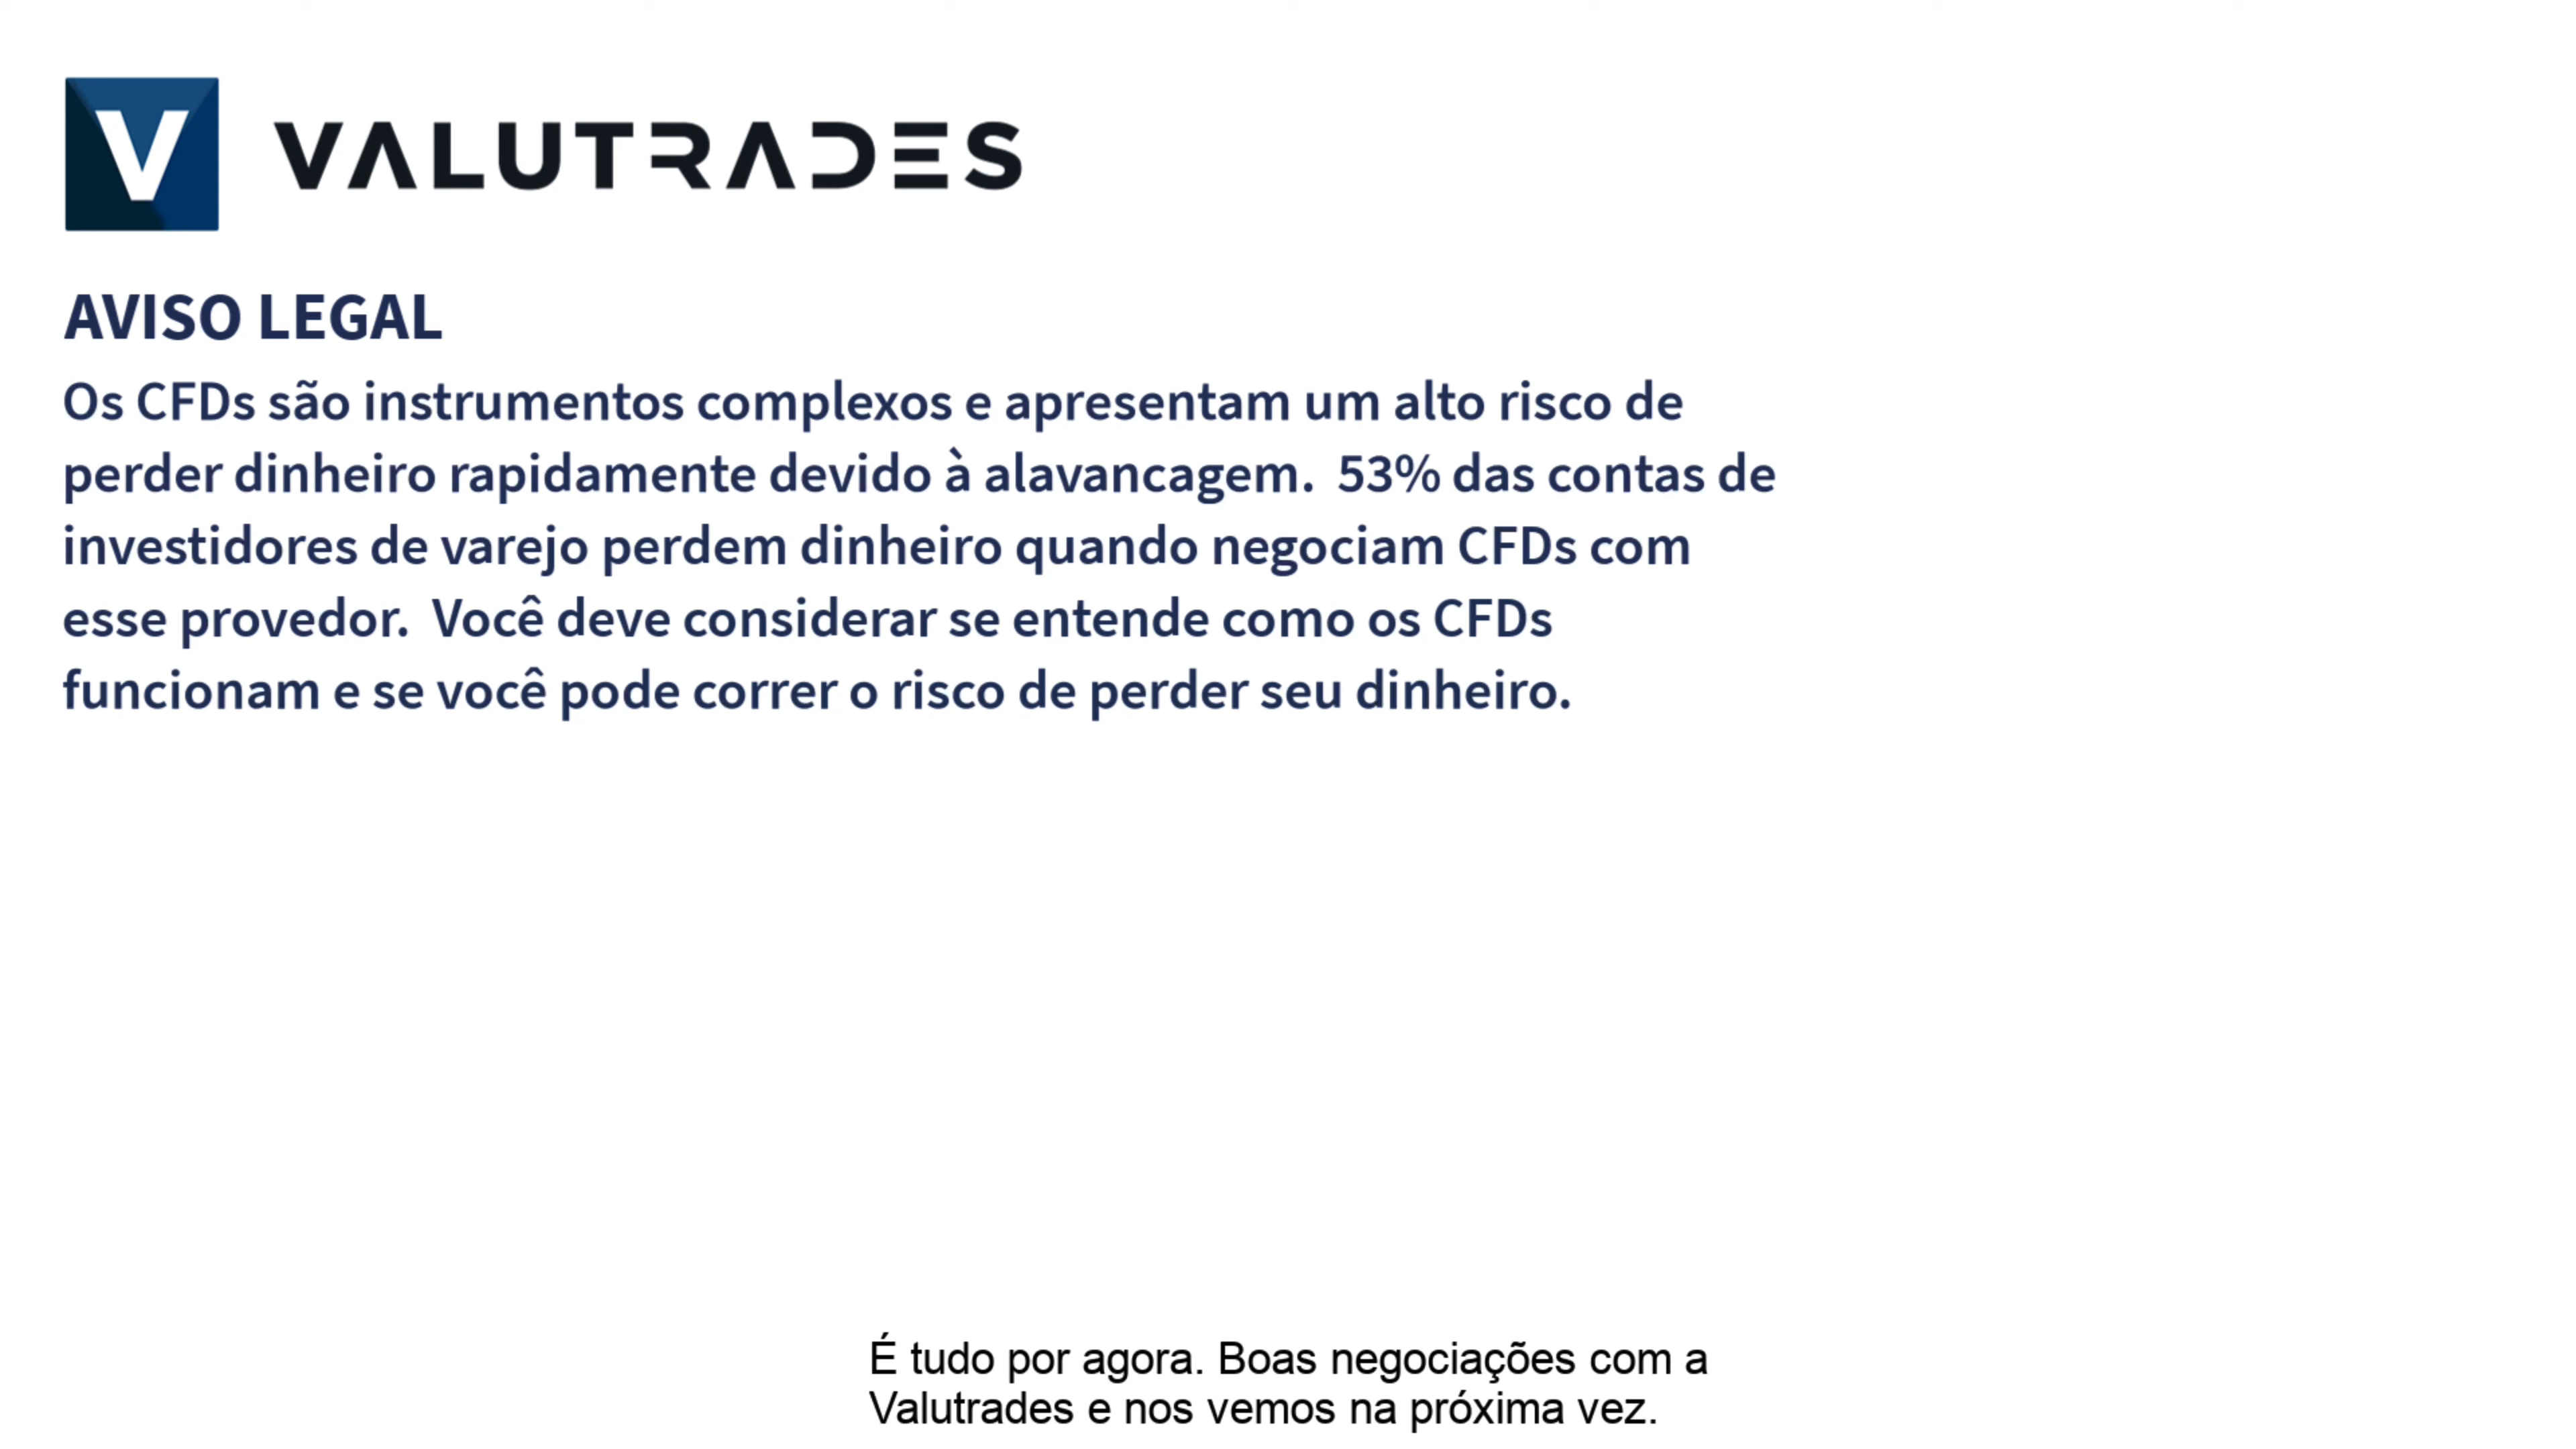 V VALUTRADES
AVISO LEGAL
Os CFDs são instrumentos complexos e apresentam um alto risco de
perder dinheiro rapidamente devido à alavancagem.  53% das contas de
investidores de varejo perdem dinheiro quando negociam CFDs com
esse provedor.  Você deve considerar se entende como os CFDs
funcionam e se você pode correr o risco de perder seu dinheiro.
É tudo por agora. Boas negociações com a
Valutrades e nos vemos na próxima vez.